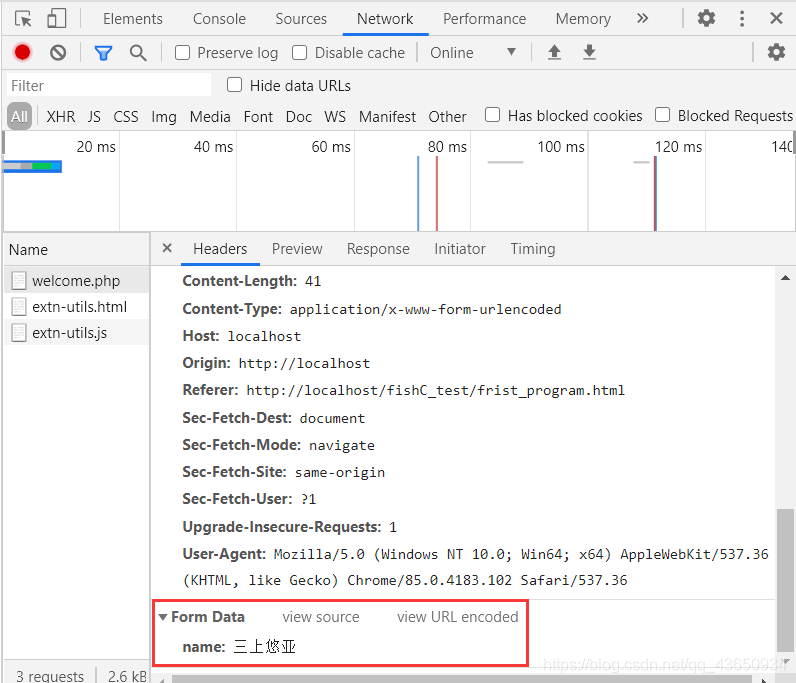 Elements Console Sources Network Performance Memory »
Preserve log Disable cache Online
Filter Hide data URLs
All XHR JS CSS Img Media Font Doc WS Manifest Other Has blocked cookies Blocked Requests
20 ms 40 ms 60 ms 80 ms 100 ms 120 ms 140
Name × Headers Preview Response Initiator Timing
welcome.php
extn-utils.html
extn-utils.js
Content-Length: 41
Content-Type: application/x-www-form-urlencoded
Host: localhost
Origin: http://localhost
Referer: http://localhost/fishC_test/frist_program.html
Sec-Fetch-Dest: document
Sec-Fetch-Mode: navigate
Sec-Fetch-Site: same-origin
Sec-Fetch-User: ?1
Upgrade-Insecure-Requests: 1
User-Agent: Mozilla/5.0 (Windows NT 10.0; Win64; x64) AppleWebKit/537.36
(KHTML, like Gecko) Chrome/85.0.4183.102 Safari/537.36
Form Data view source view URL encoded
name: 三上悠亚
https://blog.csdn.net/qq_43650934
3 requests 2.6 kB